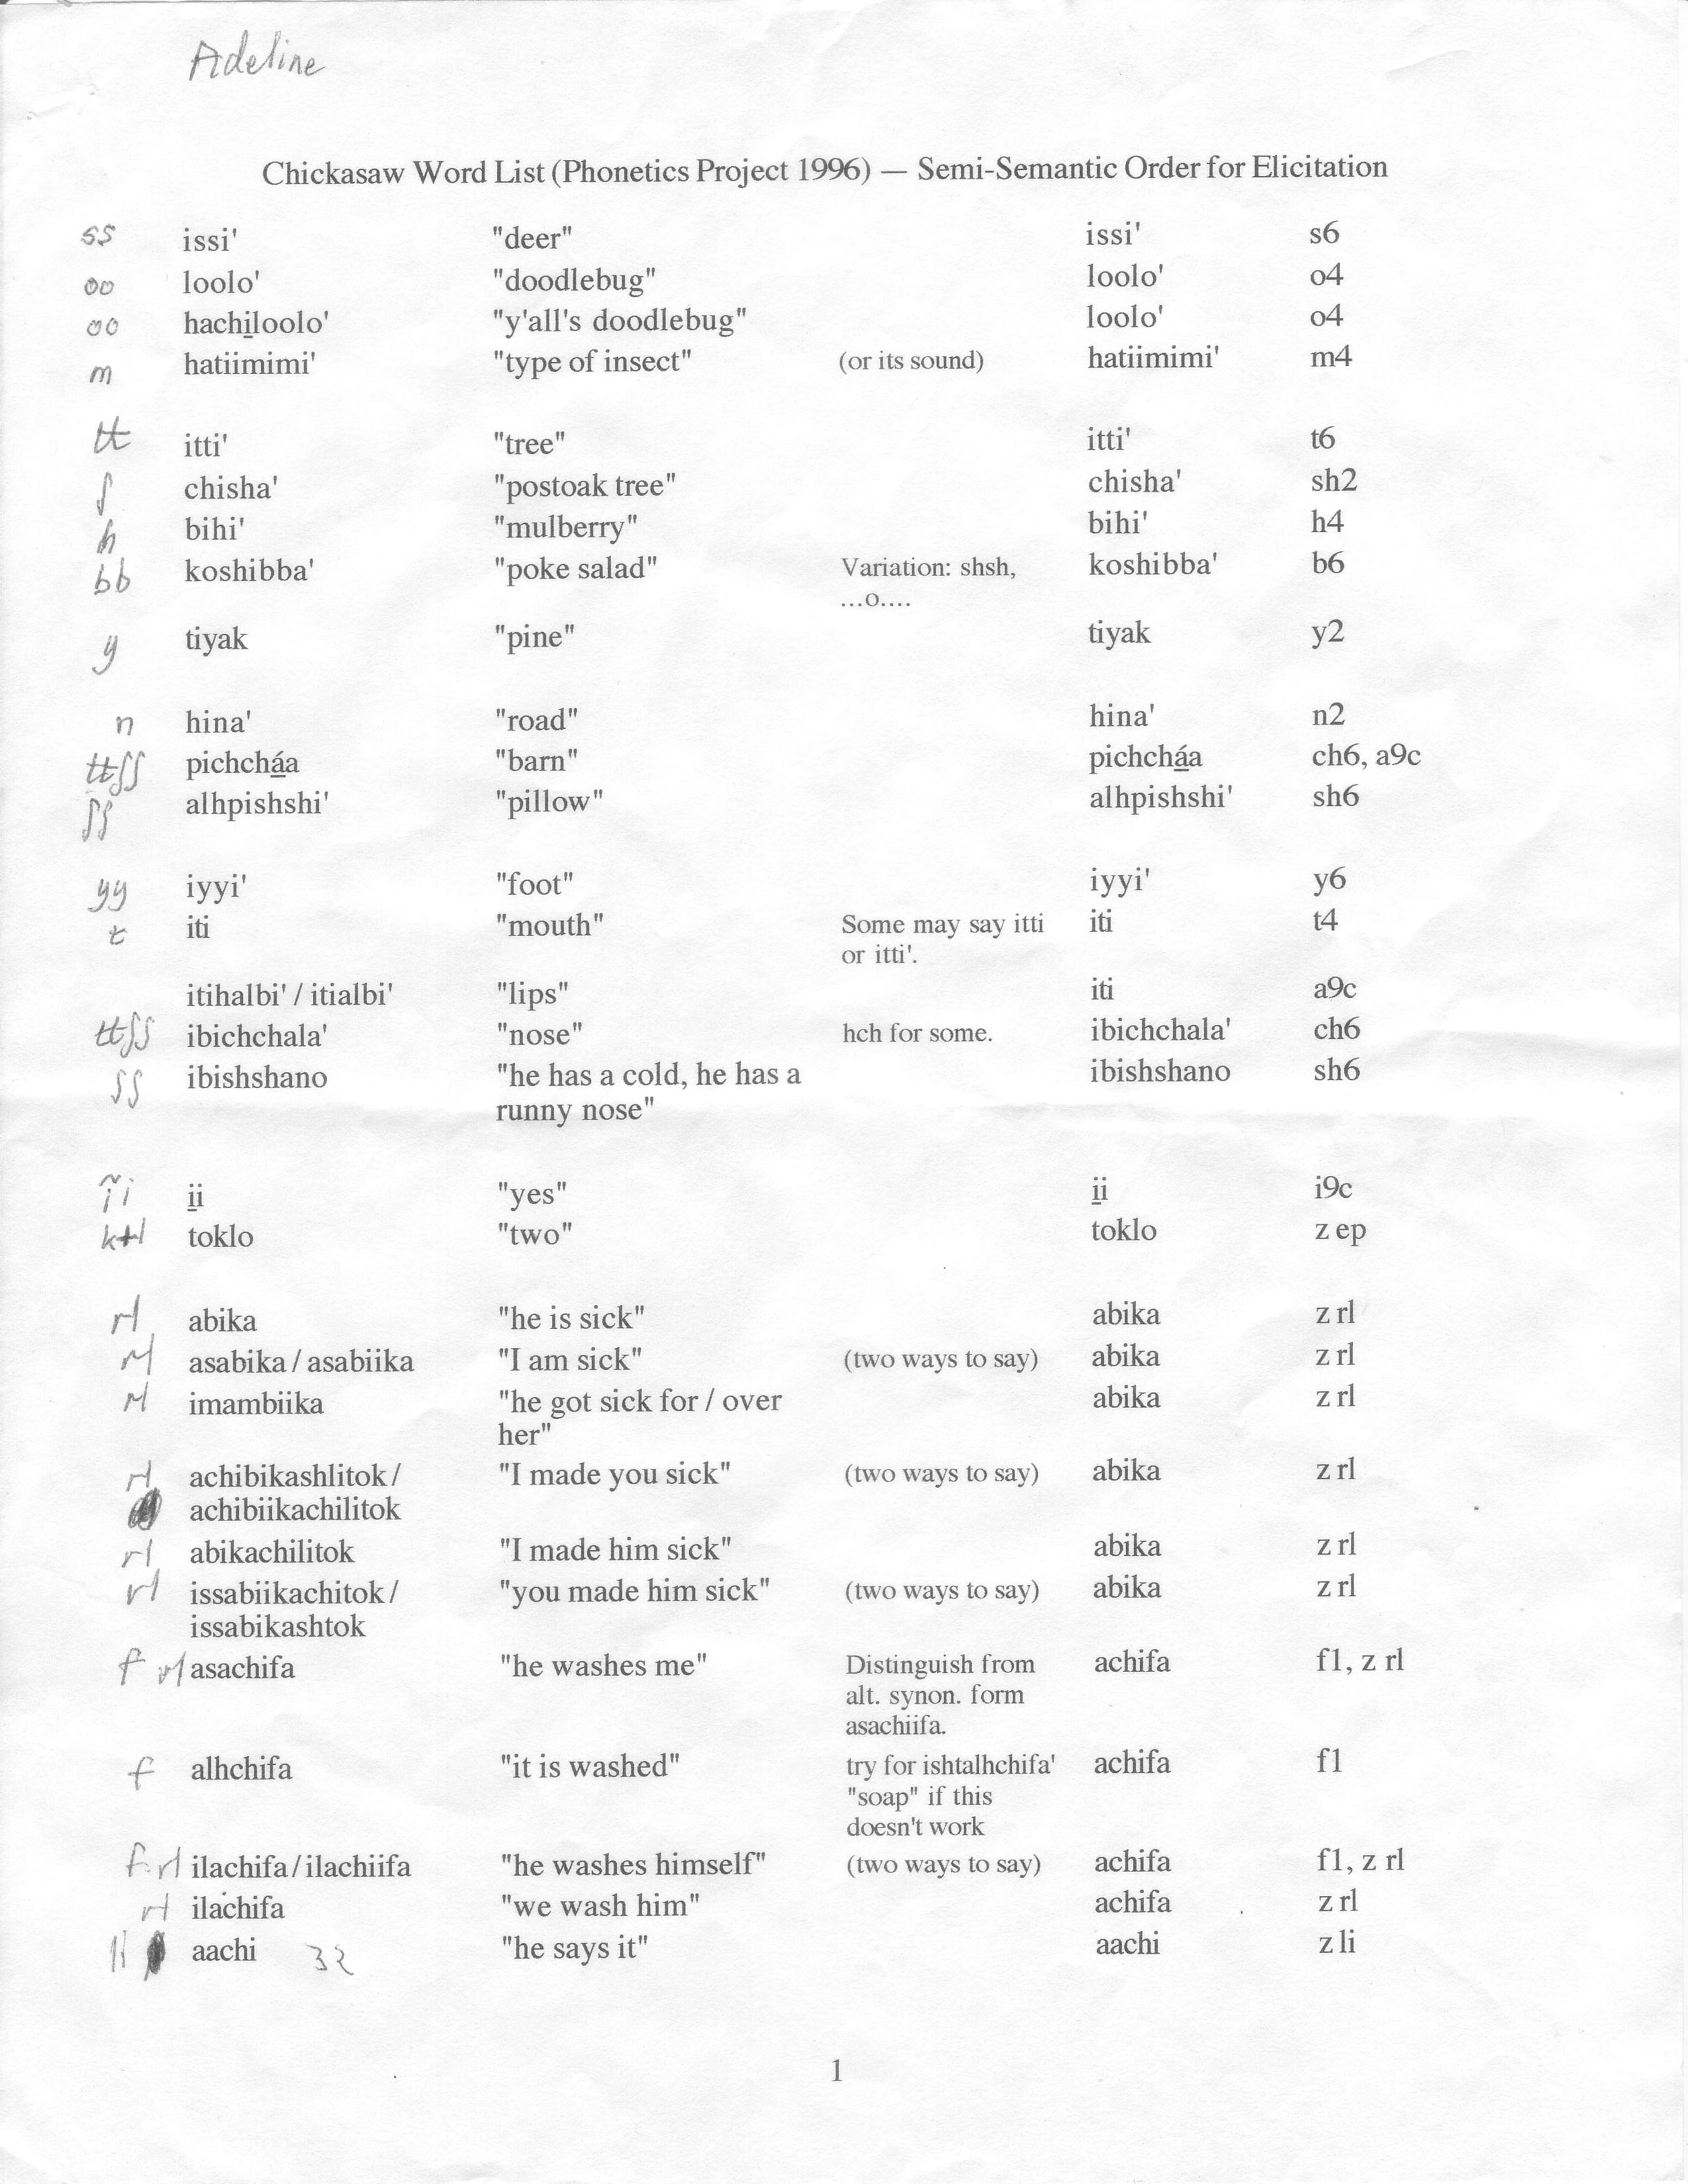 Adeline
Chickasaw Word List (Phonetics Project 1996) — Semi-Semantic Order for Elicitation
ss issi' "deer" issi' s6
oo loolo' "doodlebug" loolo' o4
oo hachi̲loolo' "y'all's doodlebug" loolo' o4
m hatiimimi' "type of insect" (or its sound) hatiimimi' m4
tt itti' "tree" itti' t6
ʃ chisha' "postoak tree" chisha' sh2
h bihi' "mulberry" bihi' h4
bb koshibba' "poke salad" Variation: shsh, koshibba' b6
...o....
y tiyak "pine" tiyak y2
n hina' "road" hina' n2
ttʃʃ pichchá̲a "barn" pichchá̲a ch6, a9c
ʃʃ alhpishshi' "pillow" alhpishshi' sh6
yy iyyi' "foot" iyyi' y6
t iti "mouth" Some may say itti iti t4
or itti'.
itihalbi' / itialbi' "lips" iti a9c
ttʃʃ ibichchala' "nose" hch for some. ibichchala' ch6
ʃʃ ibishshano "he has a cold, he has a ibishshano sh6
runny nose"
ĩi i̲i "yes" i̲i i9c
k+l toklo "two" toklo z ep
rl abika "he is sick" abika z rl
rl asabika / asabiika "I am sick" (two ways to say) abika z rl
rl imambiika "he got sick for / over abika z rl
her"
rl achibikashlitok / "I made you sick" (two ways to say) abika z rl
achibiikachilitok
rl abikachilitok "I made him sick" abika z rl
rl issabiikachitok / "you made him sick" (two ways to say) abika z rl
issabikashtok
f rl asachifa "he washes me" Distinguish from achifa f1, z rl
alt. synon. form
asachiifa.
f alhchifa "it is washed" try for ishtalhchifa' achifa f1
"soap" if this
doesn't work
f rl ilachifa / ilachiifa "he washes himself" (two ways to say) achifa f1, z rl
rl ilachifa "we wash him" achifa z rl
li aachi 32 "he says it" aachi z li
1